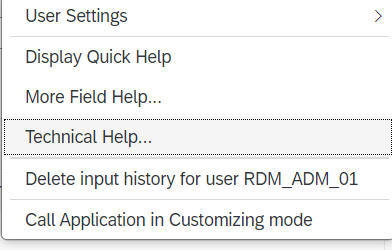 User Settings
Display Quick Help
More Field Help...
Technical Help...
Delete input history for user RDM_ADM_01
Call Application in Customizing mode